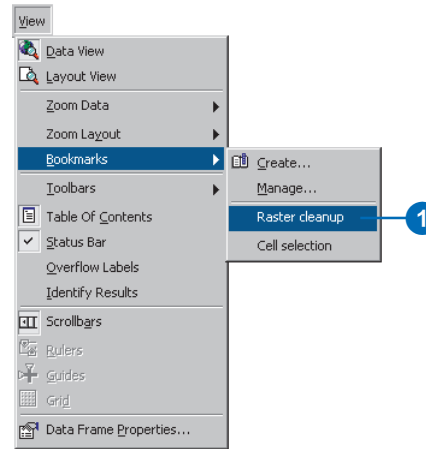 View
Data View
Layout View
Zoom Data
Zoom Layout
Bookmarks
Create...
Manage...
Toolbars
Raster cleanup
1
Table Of Contents
Status Bar
Cell selection
Overflow Labels
Identify Results
Scrollbars
Rulers
Guides
Grid
Data Frame Properties...